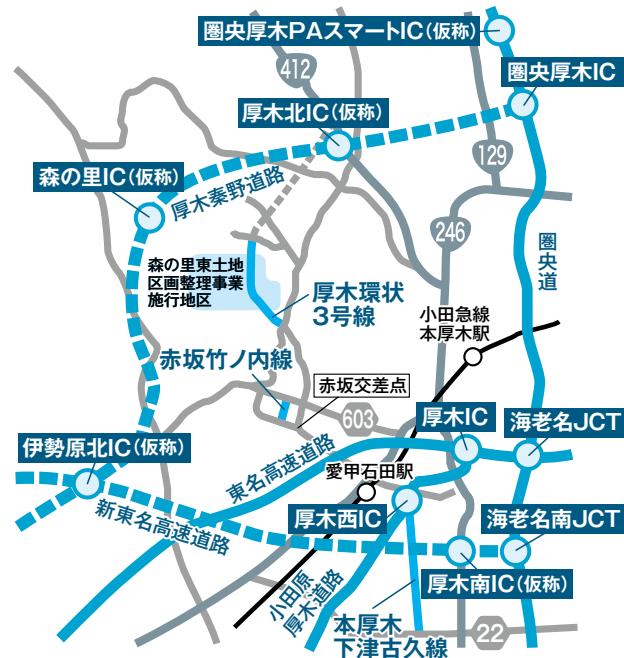 圏央厚木PAスマートIC(仮称)
圏央厚木IC
412
厚木北IC(仮称)
129
森の里IC(仮称)
厚木秦野道路
246
圏央道
森の里東土地
区画整理事業
施行地区
厚木環状
3号線
小田急線
本厚木駅
赤坂竹ノ内線
赤坂交差点
603
厚木IC
海老名JCT
伊勢原北IC(仮称)
東名高速道路
愛甲石田駅
新東名高速道路
厚木西IC
海老名南JCT
小田原
厚木道路
厚木南IC(仮称)
本厚木
下津古久線
22